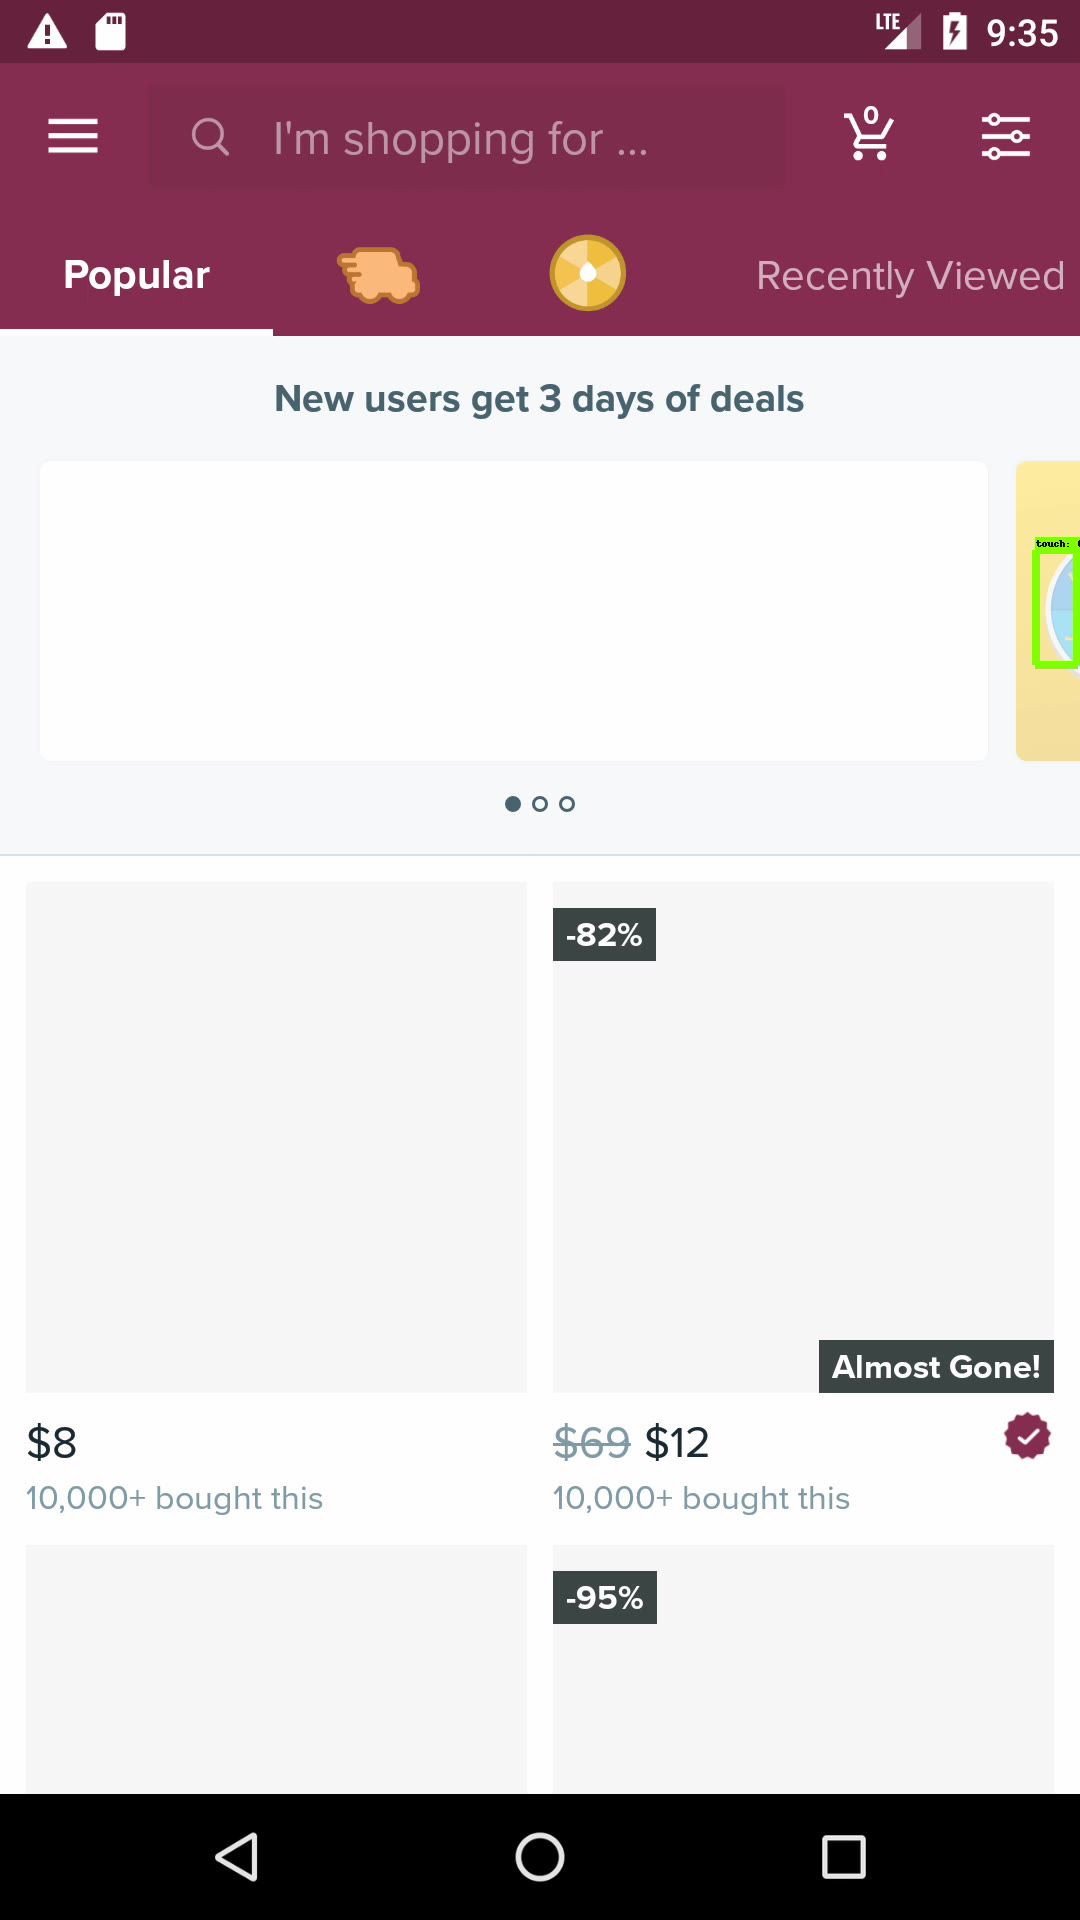 LTE 9:35
I'm shopping for ...
0
Popular
Recently Viewed
New users get 3 days of deals
touch:
-82%
Almost Gone!
$8
$69 $12
10,000+ bought this
10,000+ bought this
-95%